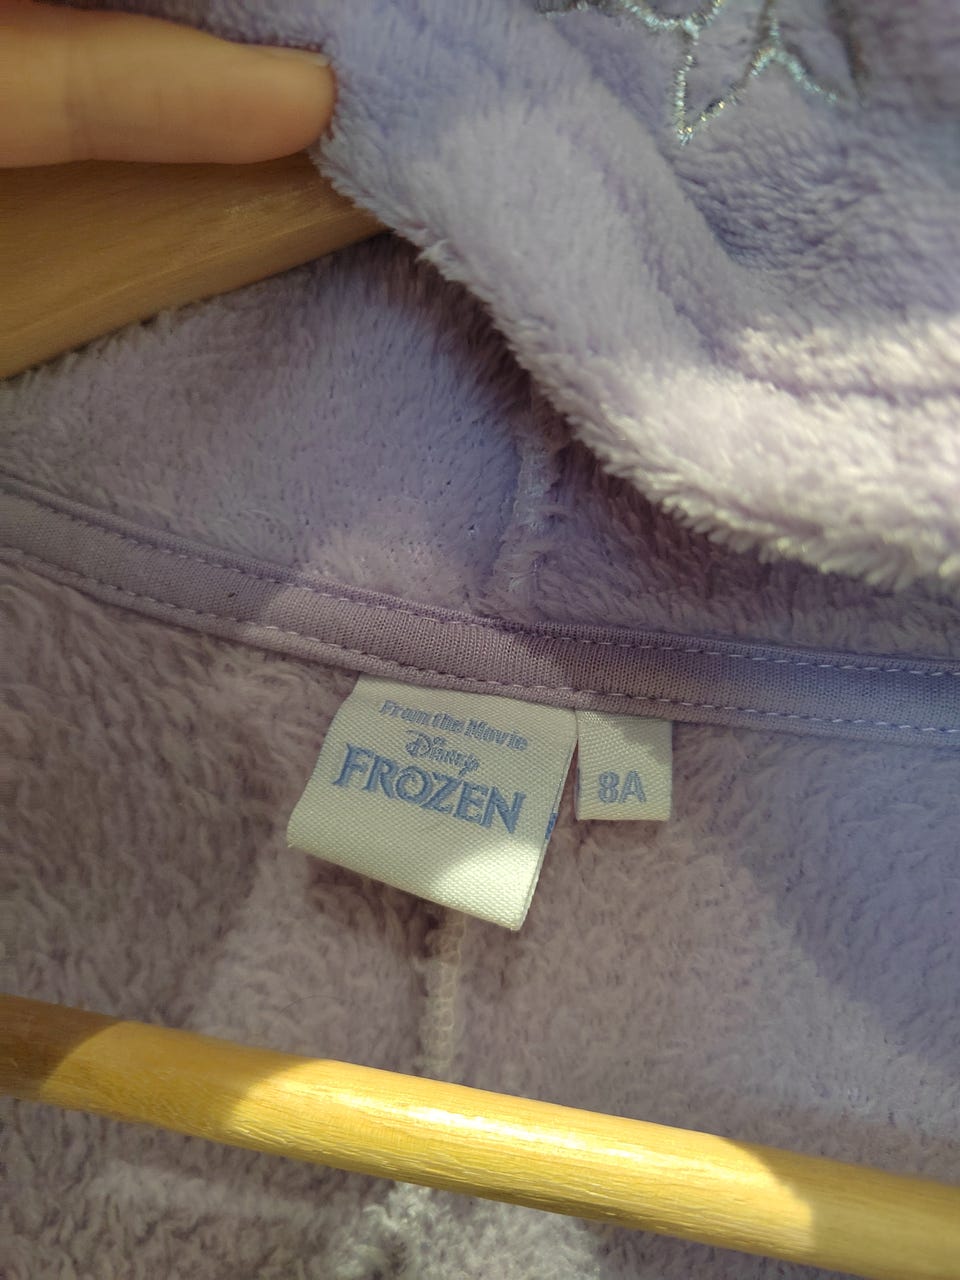 From the Movie
Disney
FROZEN
8A